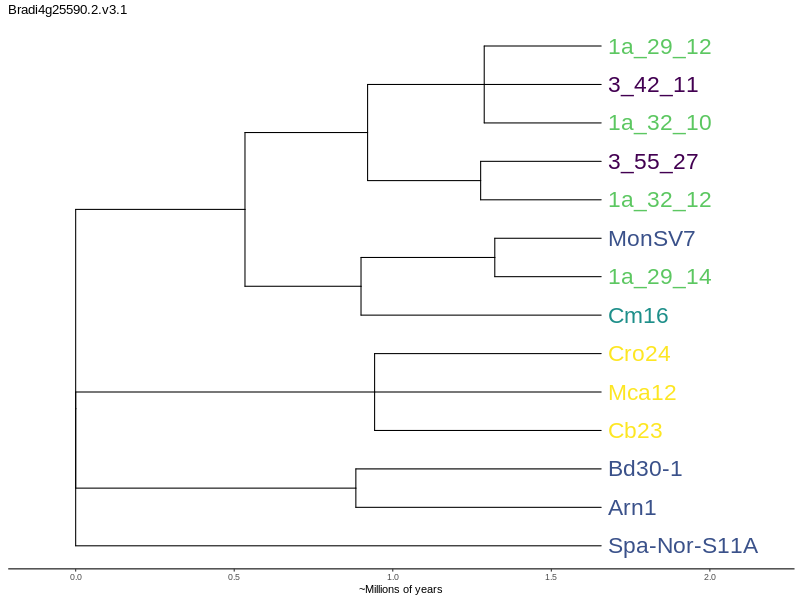 Bradi4g25590.2.v3.1
1a_29_12
3_42_11
1a_32_10
3_55_27
1a_32_12
MonSV7
1a_29_14
Cm16
Cro24
Mca12
Cb23
Bd30-1
Arn1
Spa-Nor-S11A
0.0 0.5 1.0 1.5 2.0
~Millions of years